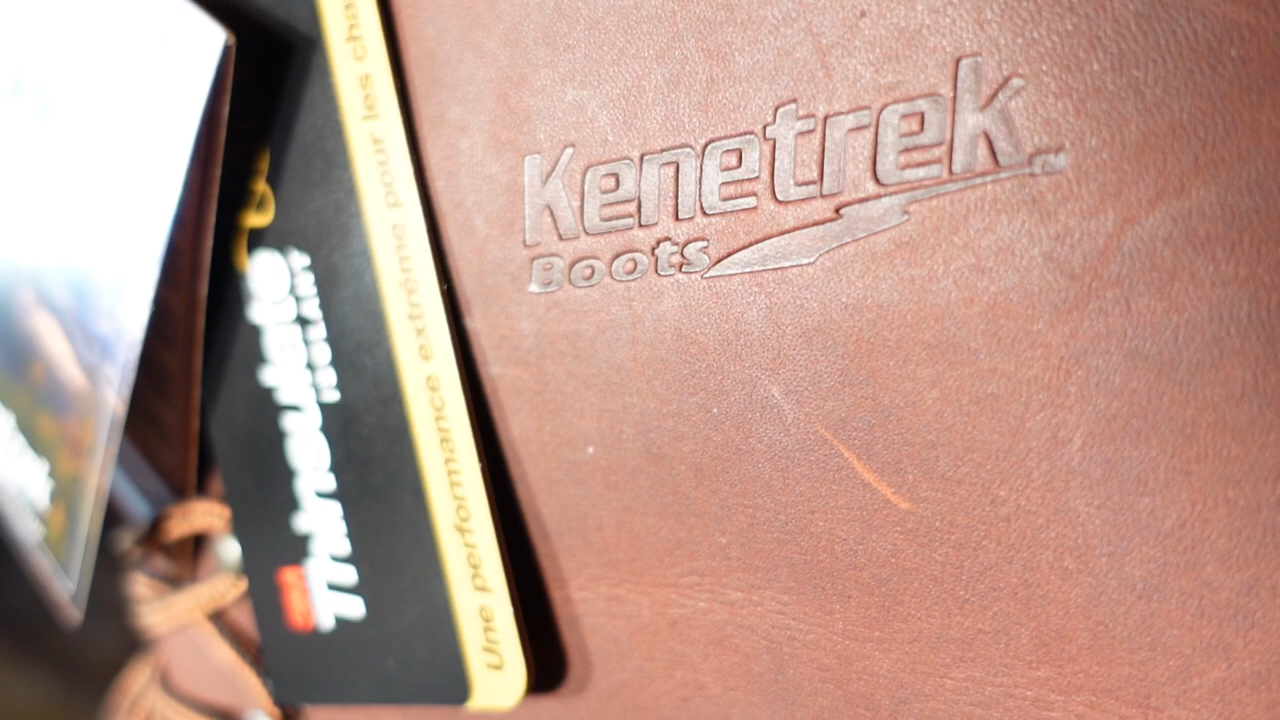 Kenetrek
Boots
Thinsulate
Une performance extrême pour les cha